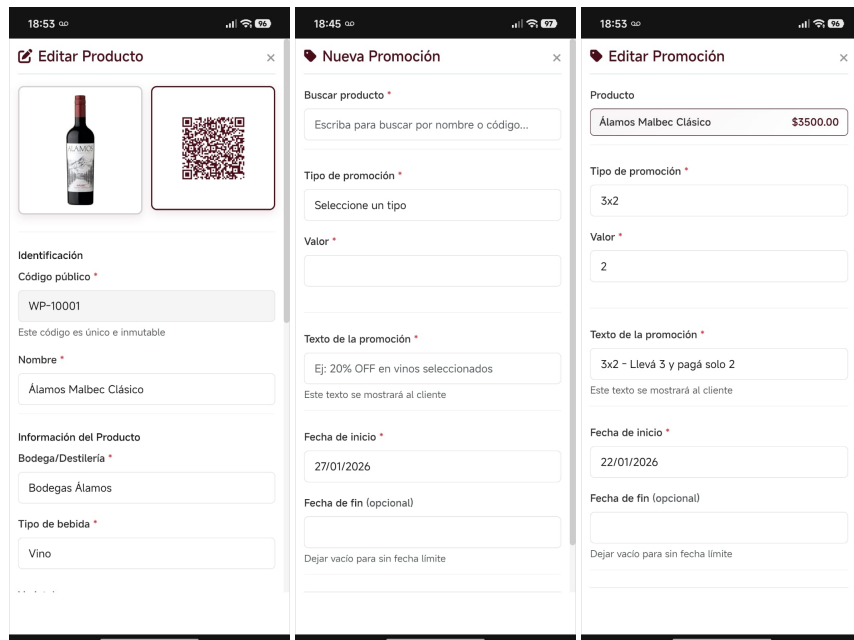 18:53
96
Editar Producto
×
ALAMOS
Identificación
Código público *
WP-10001
Este código es único e inmutable
Nombre *
Álamos Malbec Clásico
Información del Producto
Bodega/Destilería *
Bodegas Álamos
Tipo de bebida *
Vino
18:45
97
Nueva Promoción
×
Buscar producto *
Escriba para buscar por nombre o código...
Tipo de promoción *
Seleccione un tipo
Valor *
Texto de la promoción *
Ej: 20% OFF en vinos seleccionados
Este texto se mostrará al cliente
Fecha de inicio *
27/01/2026
Fecha de fin (opcional)
Dejar vacío para sin fecha límite
18:53
96
Editar Promoción
×
Producto
Álamos Malbec Clásico $3500.00
Tipo de promoción *
3x2
Valor *
2
Texto de la promoción *
3x2 - Llevá 3 y pagá solo 2
Este texto se mostrará al cliente
Fecha de inicio *
22/01/2026
Fecha de fin (opcional)
Dejar vacío para sin fecha límite